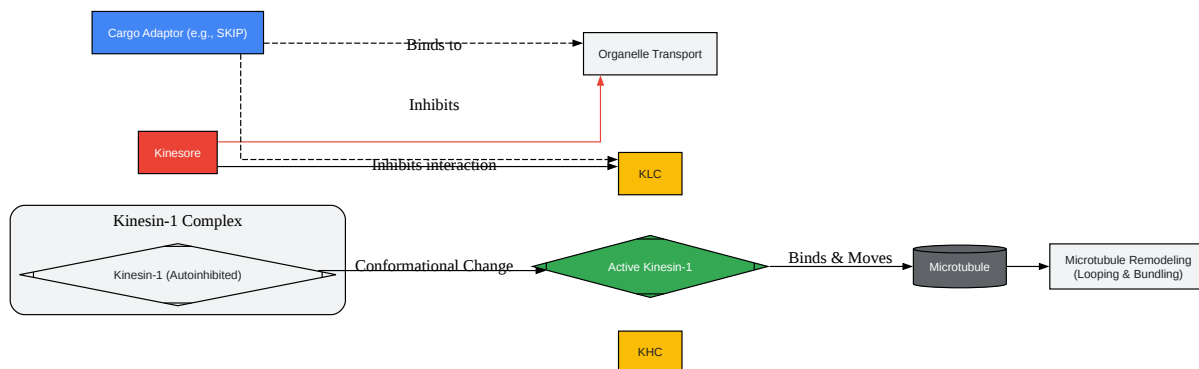 Cargo Adaptor (e.g., SKIP)
Binds to
Organelle Transport
Inhibits
Kinesore
Inhibits interaction
KLC
Kinesin-1 Complex
Kinesin-1 (Autoinhibited)
Conformational Change
Active Kinesin-1
Binds & Moves
Microtubule
Microtubule Remodeling
(Looping & Bundling)
KHC